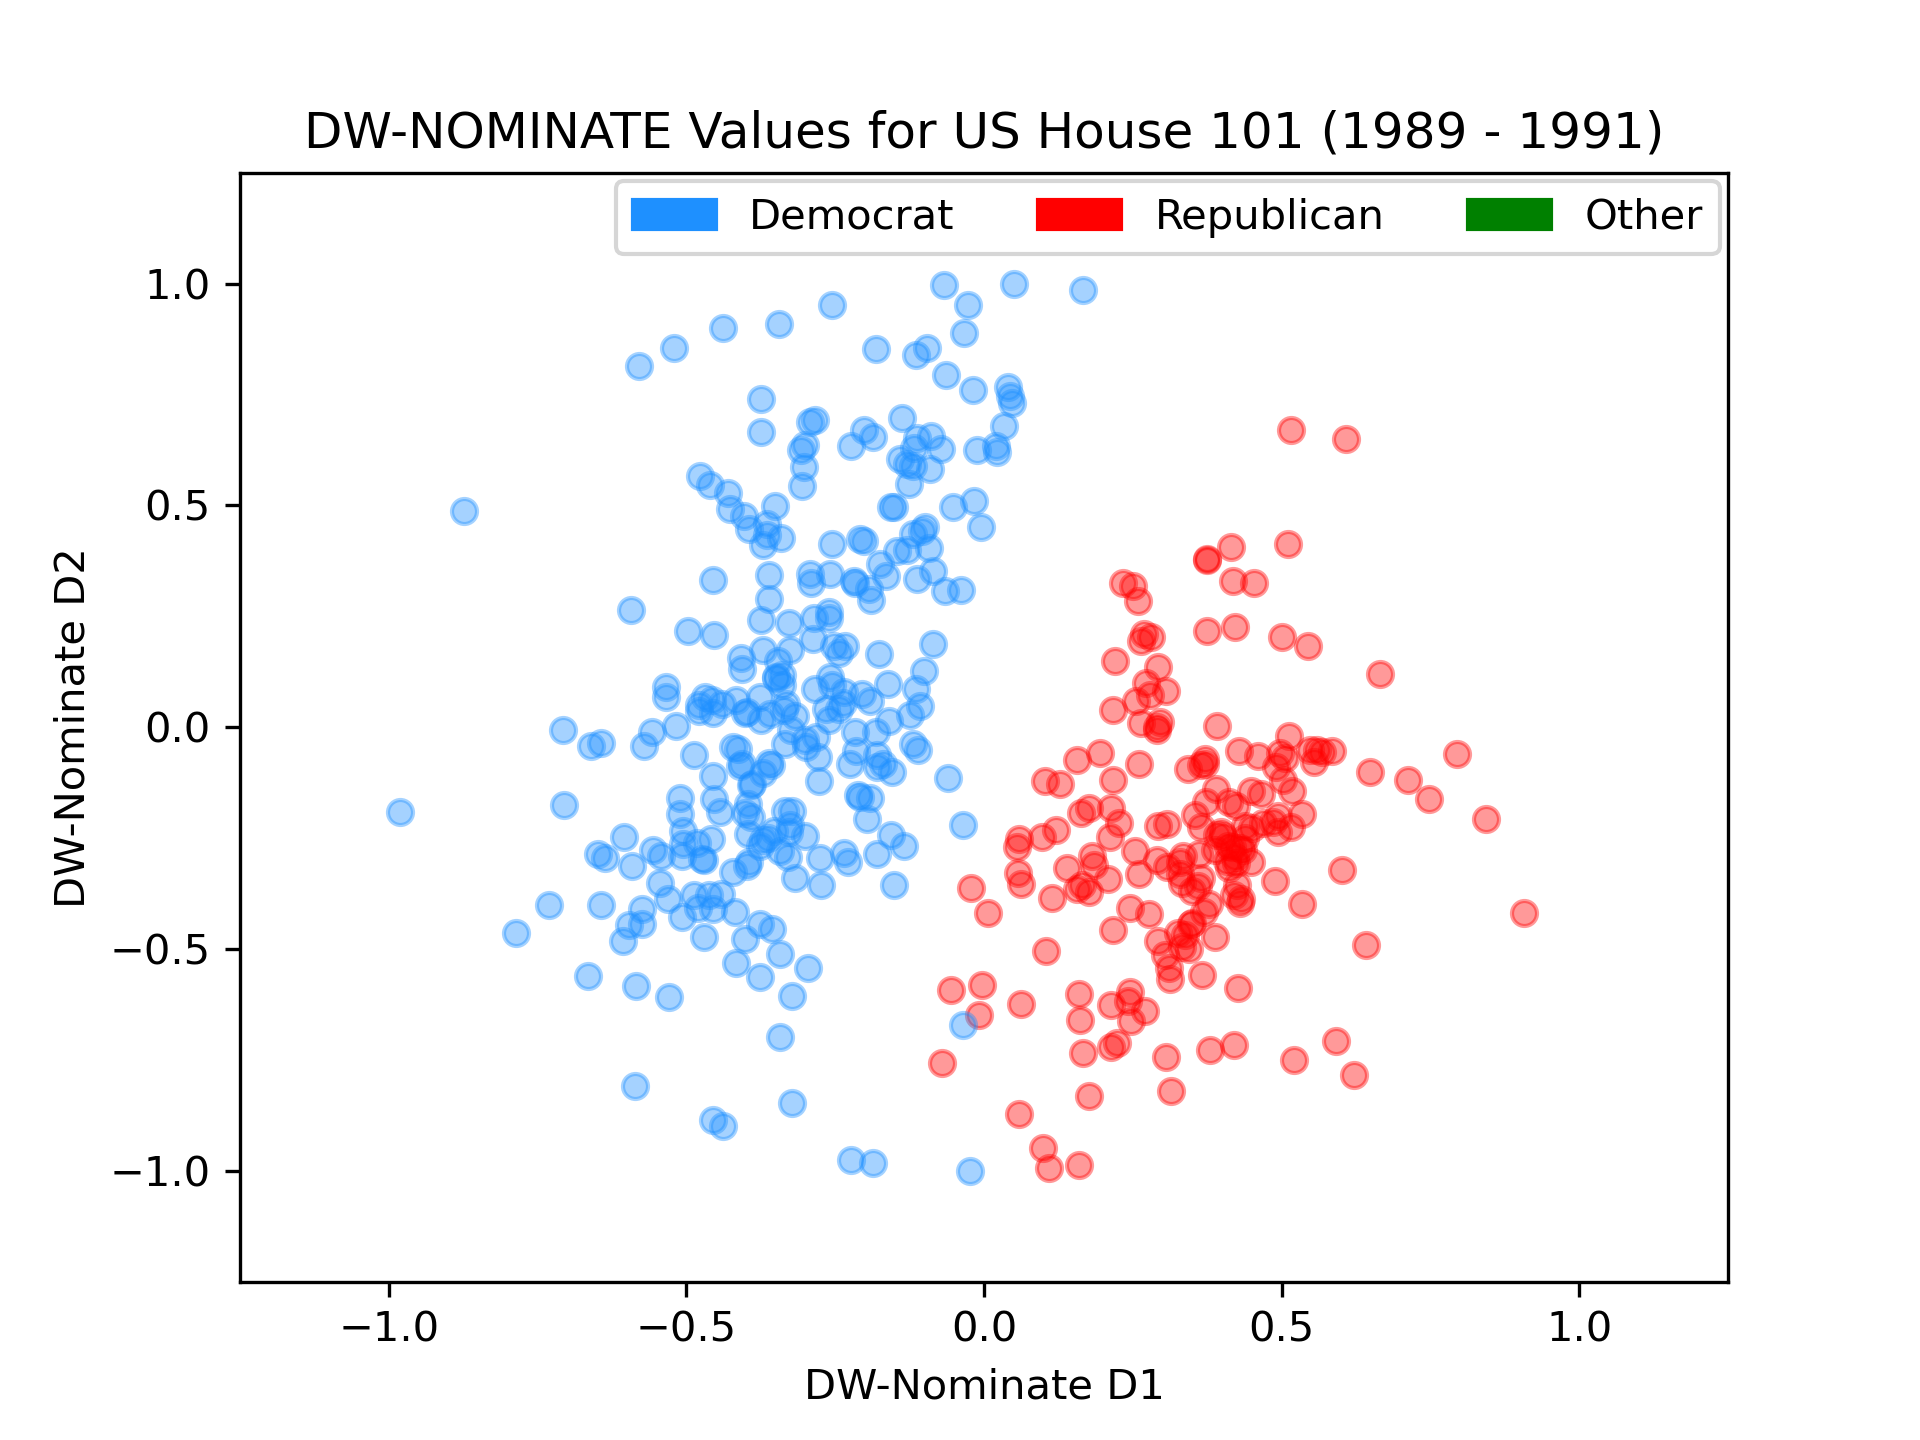 DW-NOMINATE Values for US House 101 (1989 - 1991)
Democrat Republican Other
1.0
0.5
0.0
−0.5
−1.0
DW-Nominate D2
−1.0 −0.5 0.0 0.5 1.0
DW-Nominate D1